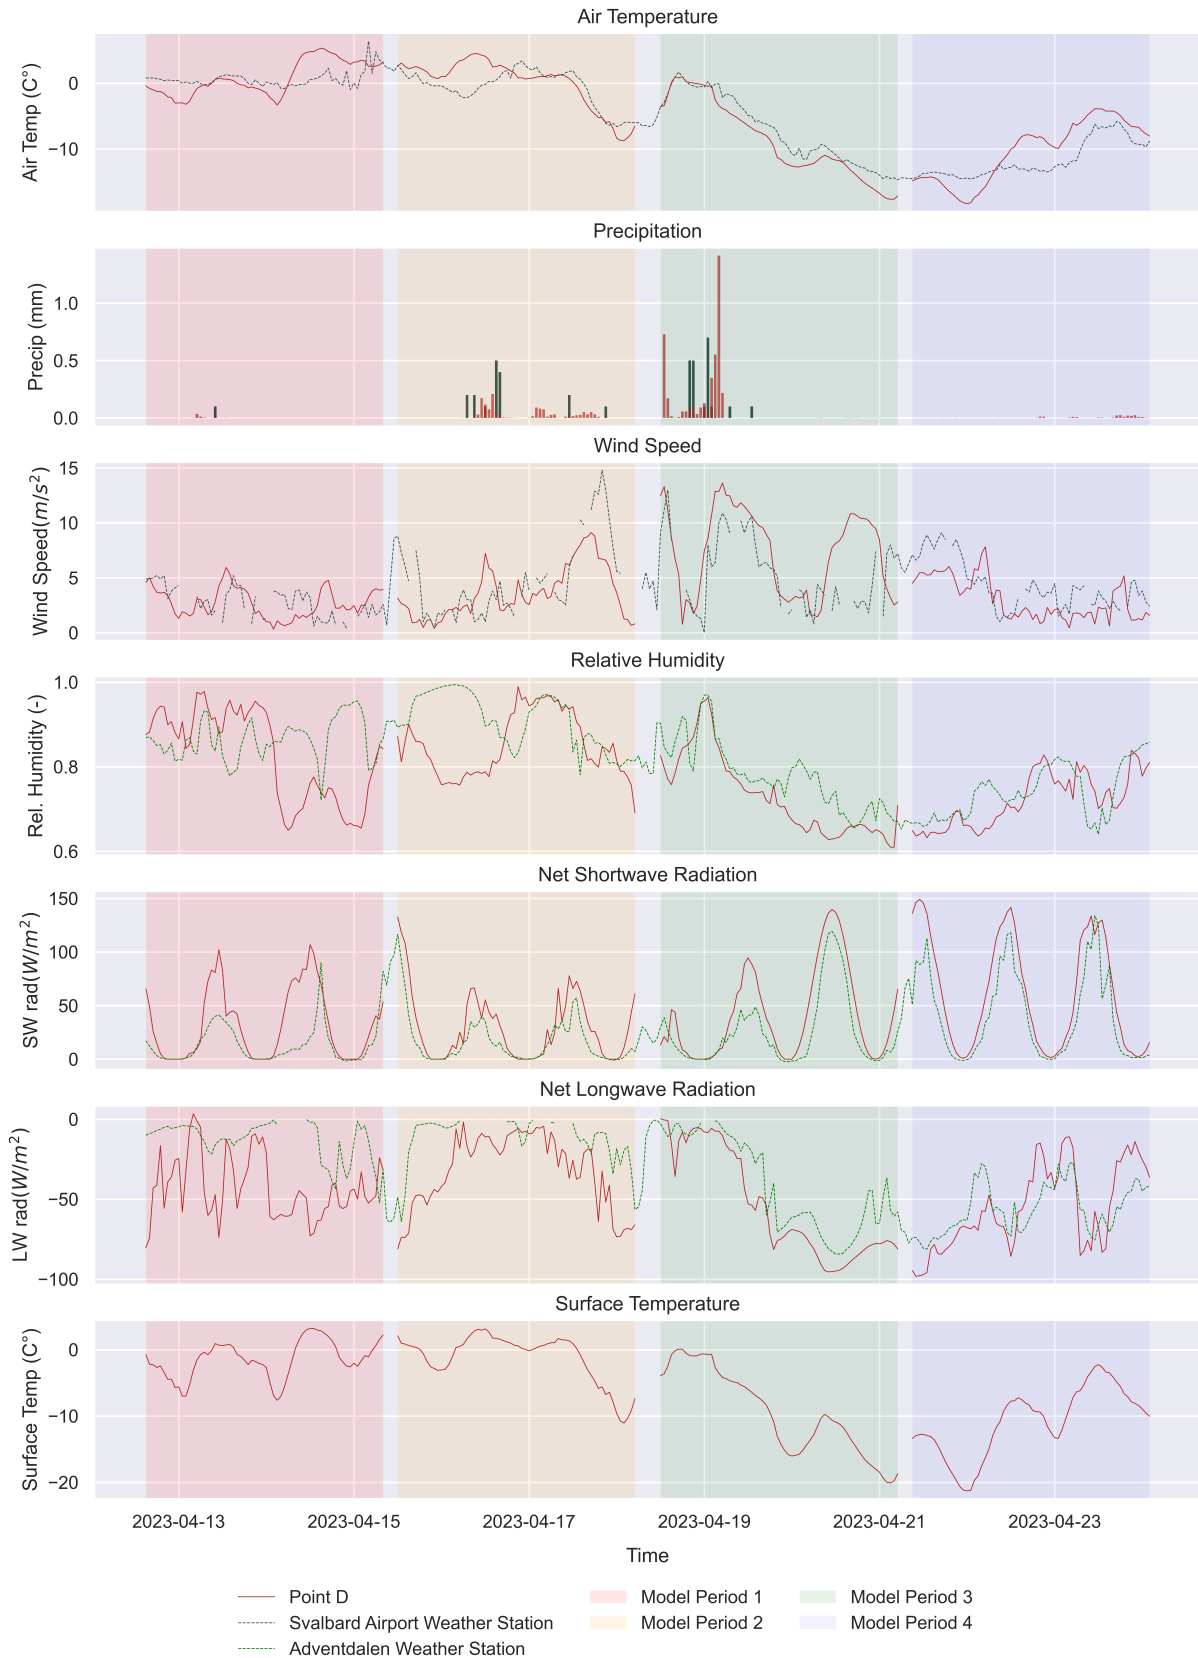 Air Temperature
Air Temp (C°)
0
−10
Precipitation
Precip (mm)
1.0
0.5
0.0
Wind Speed
Wind Speed(m/s²)
15
10
5
0
Relative Humidity
Rel. Humidity (-)
1.0
0.8
0.6
Net Shortwave Radiation
SW rad(W/m²)
150
100
50
0
Net Longwave Radiation
LW rad(W/m²)
0
−50
−100
Surface Temperature
Surface Temp (C°)
0
−10
−20
2023-04-13 2023-04-15 2023-04-17 2023-04-19 2023-04-21 2023-04-23
Time
Point D
Svalbard Airport Weather Station
Adventdalen Weather Station
Model Period 1
Model Period 2
Model Period 3
Model Period 4